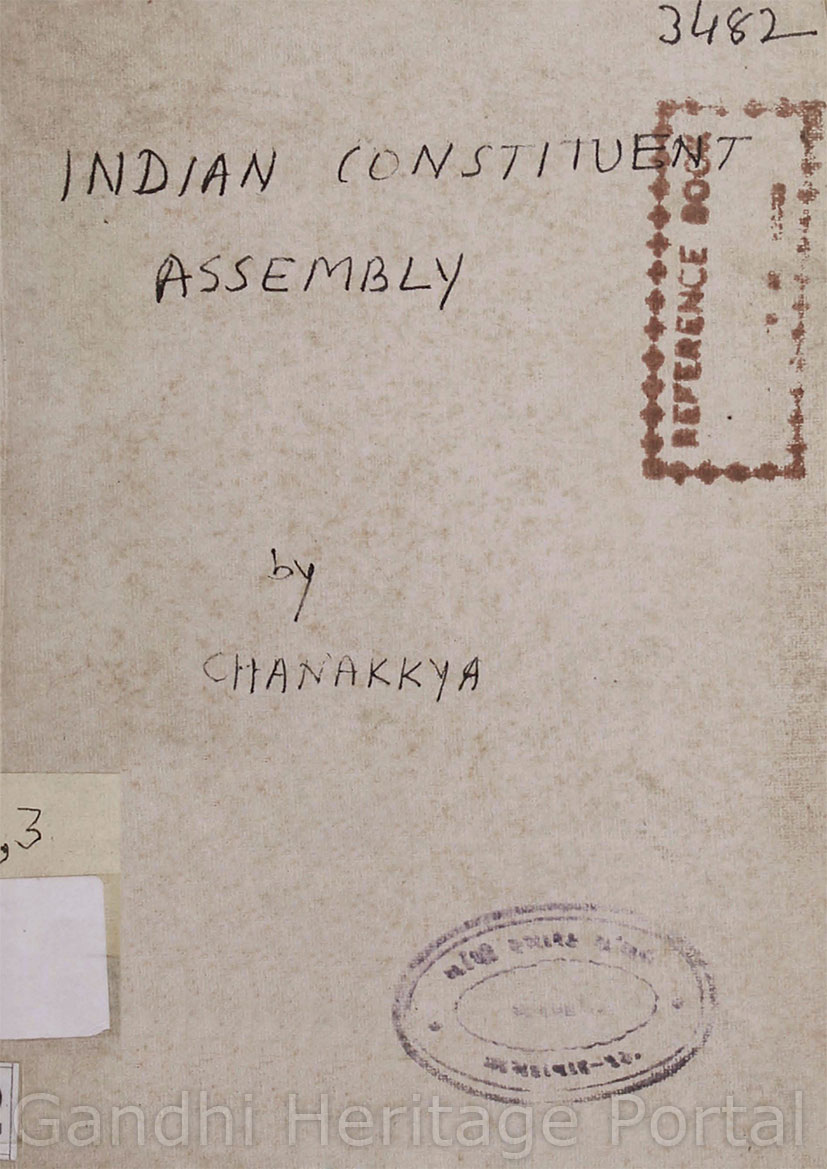 3482
INDIAN CONSTITUENT
ASSEMBLY
REFERENCE BOOK
by
CHANAKKYA
,3
Gandhi Heritage Portal